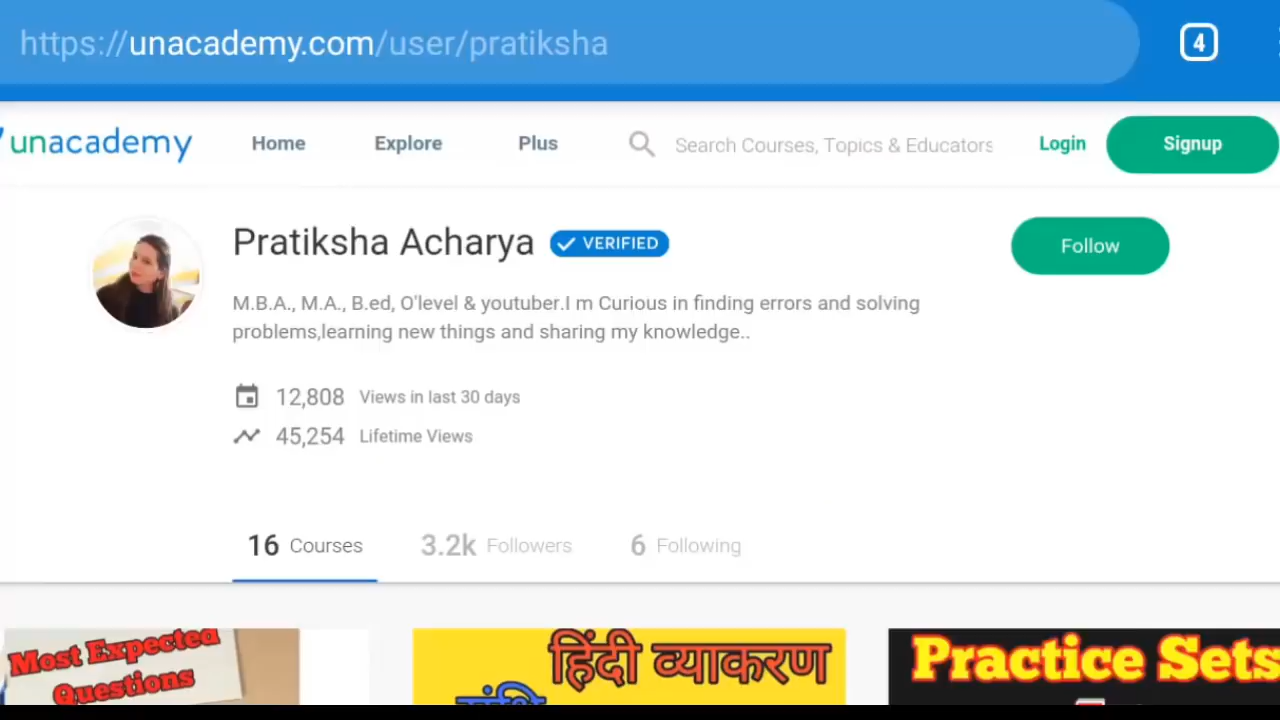 https://unacademy.com/user/pratiksha
4
unacademy Home Explore Plus Search Courses, Topics & Educators Login Signup
Pratiksha Acharya VERIFIED
Follow
M.B.A., M.A., B.ed, O'level & youtuber.I m Curious in finding errors and solving
problems,learning new things and sharing my knowledge..
12,808 Views in last 30 days
45,254 Lifetime Views
16 Courses 3.2k Followers 6 Following
Most Expected
Questions
हिंदी व्याकरण
संधि
Practice Sets